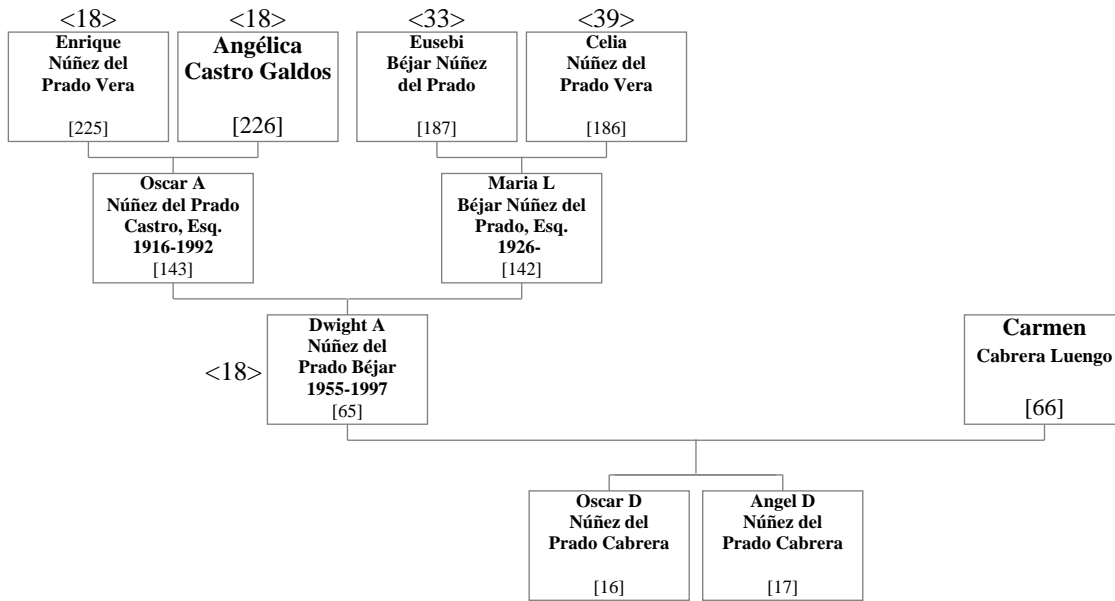 <18>
<18>
<33>
<39>
Enrique
Núñez del
Prado Vera
[225]
Angélica
Castro Galdos
[226]
Eusebi
Béjar Núñez
del Prado
[187]
Celia
Núñez del
Prado Vera
[186]
Oscar A
Núñez del Prado
Castro, Esq.
1916-1992
[143]
Maria L
Béjar Núñez del
Prado, Esq.
1926-
[142]
<18>
Dwight A
Núñez del
Prado Béjar
1955-1997
[65]
Carmen
Cabrera Luengo
[66]
Oscar D
Núñez del
Prado Cabrera
[16]
Angel D
Núñez del
Prado Cabrera
[17]